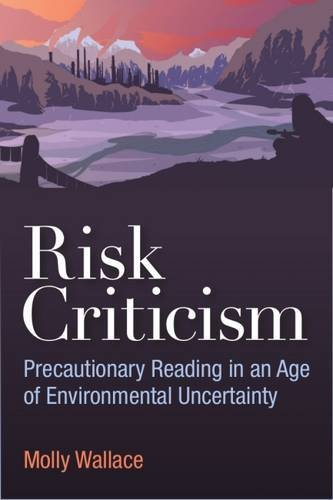 Risk
Criticism
Precautionary Reading in an Age
of Environmental Uncertainty
Molly Wallace